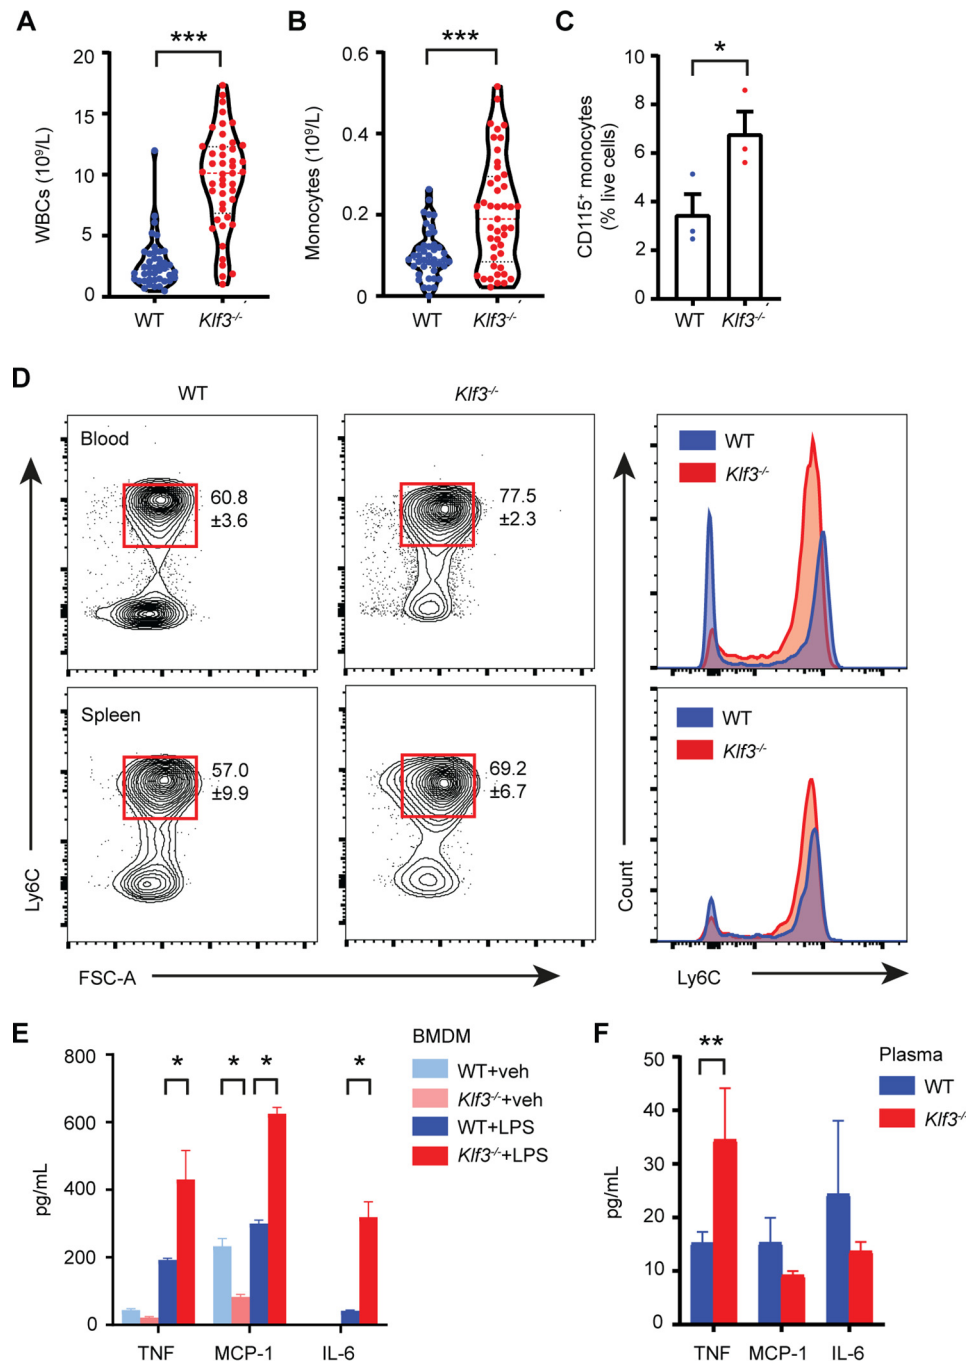 A
***
20
15
10
5
0
WBCs (10⁹/L)
WT
Klf3-/-
B
***
0.6
0.4
0.2
0
Monocytes (10⁹/L)
WT
Klf3-/-
C
*
10
8
6
4
2
0
CD115⁺ monocytes
(% live cells)
WT
Klf3-/-
D
WT
Klf3-/-
Blood
60.8
±3.6
77.5
±2.3
WT
Klf3-/-
Spleen
57.0
±9.9
69.2
±6.7
WT
Klf3-/-
Ly6C
Count
FSC-A
Ly6C
E
800
600
400
200
0
pg/mL
*
*
*
*
TNF
MCP-1
IL-6
BMDM
WT+veh
Klf3-/-+veh
WT+LPS
Klf3-/-+LPS
F
50
40
30
20
15
10
0
pg/mL
**
TNF
MCP-1
IL-6
Plasma
WT
Klf3-/-